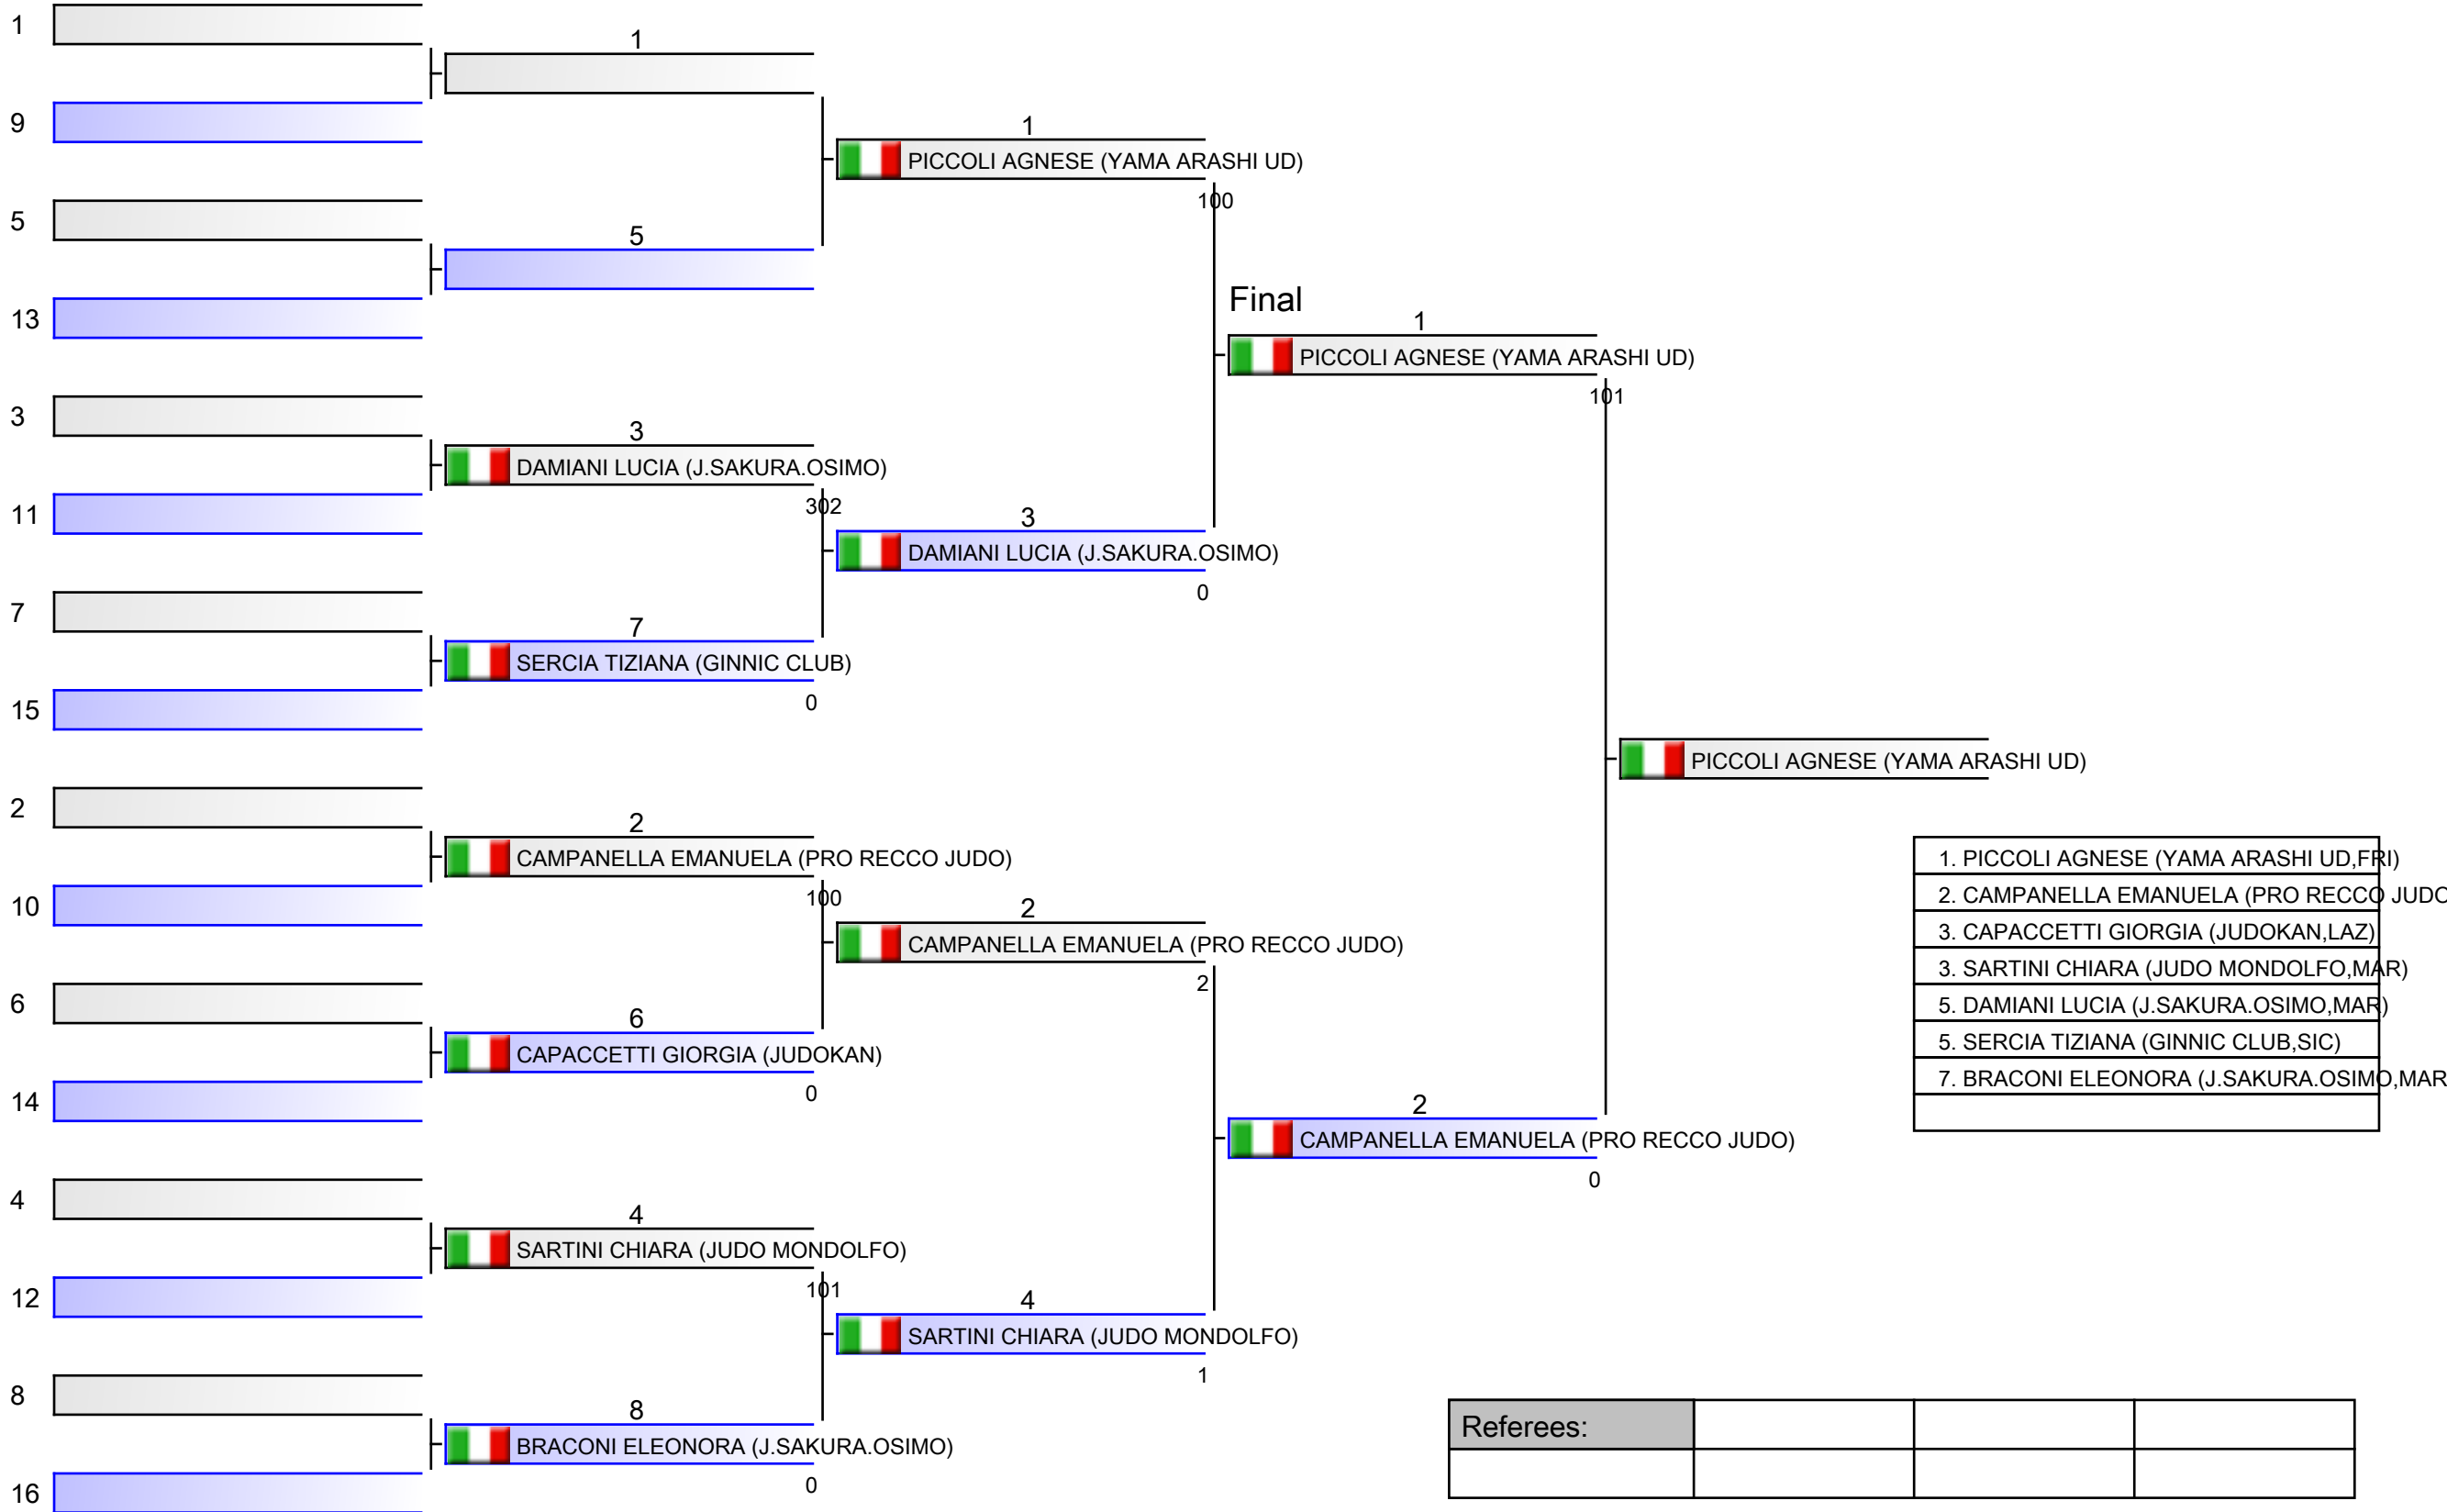 1
9
5
13
3
11
7
15
2
10
6
14
4
12
8
16
1
5
3
DAMIANI LUCIA (J.SAKURA.OSIMO)
302
7
SERCIA TIZIANA (GINNIC CLUB)
0
2
CAMPANELLA EMANUELA (PRO RECCO JUDO)
100
6
CAPACCETTI GIORGIA (JUDOKAN)
0
4
SARTINI CHIARA (JUDO MONDOLFO)
101
8
BRACONI ELEONORA (J.SAKURA.OSIMO)
0
1
PICCOLI AGNESE (YAMA ARASHI UD)
100
3
DAMIANI LUCIA (J.SAKURA.OSIMO)
0
2
CAMPANELLA EMANUELA (PRO RECCO JUDO)
2
4
SARTINI CHIARA (JUDO MONDOLFO)
1
Final
1
PICCOLI AGNESE (YAMA ARASHI UD)
101
2
CAMPANELLA EMANUELA (PRO RECCO JUDO)
0
PICCOLI AGNESE (YAMA ARASHI UD)
1. PICCOLI AGNESE (YAMA ARASHI UD,FRI)
2. CAMPANELLA EMANUELA (PRO RECCO JUDO
3. CAPACCETTI GIORGIA (JUDOKAN,LAZ)
3. SARTINI CHIARA (JUDO MONDOLFO,MAR)
5. DAMIANI LUCIA (J.SAKURA.OSIMO,MAR)
5. SERCIA TIZIANA (GINNIC CLUB,SIC)
7. BRACONI ELEONORA (J.SAKURA.OSIMO,MAR
Referees: